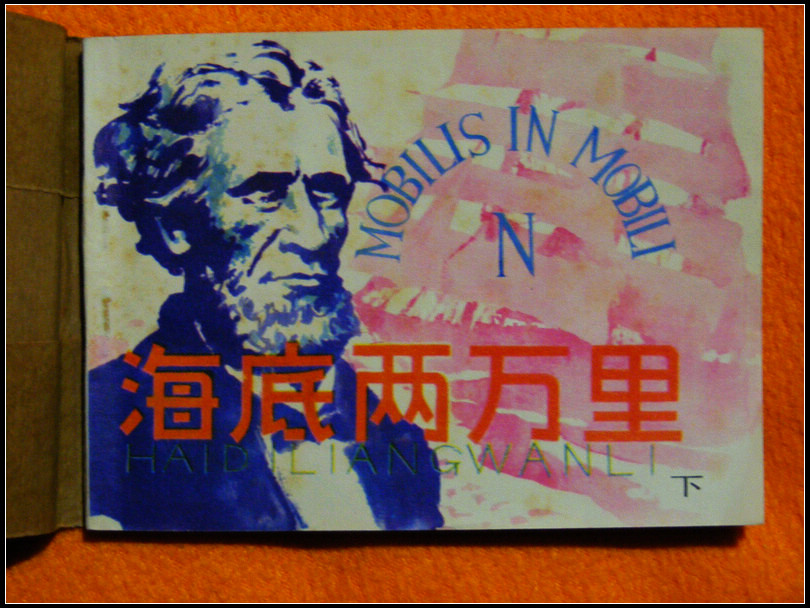 MOBILIS IN MOBILI
N
海底两万里
HAIDILIANGWANLI
下